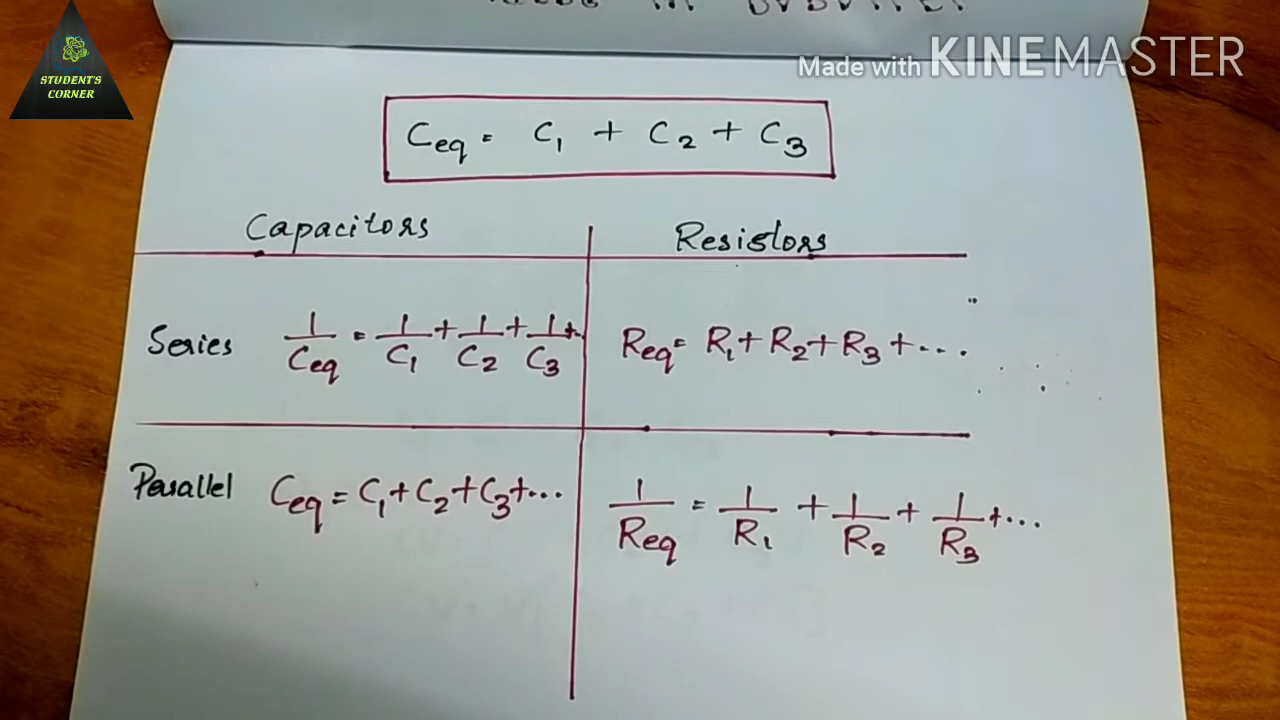 STUDENT'S
CORNER
Made with KINEMASTER
Ceq = C₁ + C₂ + C₃
Capacitors Resistors
Series 1/Ceq = 1/C₁ + 1/C₂ + 1/C₃ + Req = R₁ + R₂ + R₃ + ...
Parallel Ceq = C₁ + C₂ + C₃ + ... 1/Req = 1/R₁ + 1/R₂ + 1/R₃ + ...